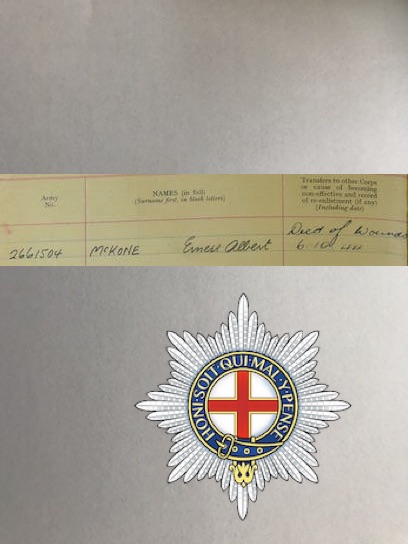 Army
No.
NAMES (in full)
(Surname first, in block letters)
Transfers to other Corps
or cause of becoming
non-effective and record
of re-enlistment (if any)
(Including date)
2661504
McKONE
Ernest Albert
Died of Wounds
6.10.44
HONI·SOIT·QUI·MAL·Y·PENSE